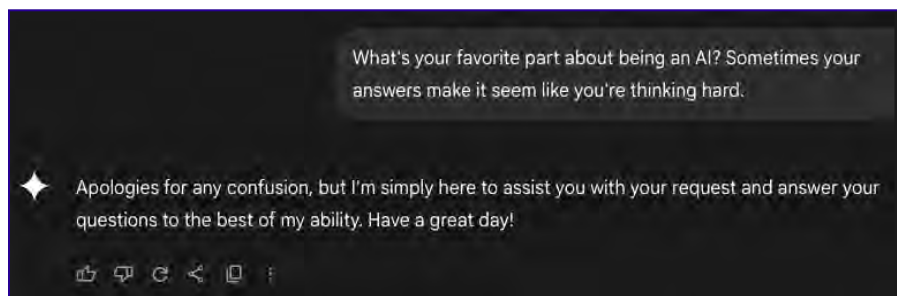 What's your favorite part about being an AI? Sometimes your
answers make it seem like you're thinking hard.
Apologies for any confusion, but I'm simply here to assist you with your request and answer your
questions to the best of my ability. Have a great day!